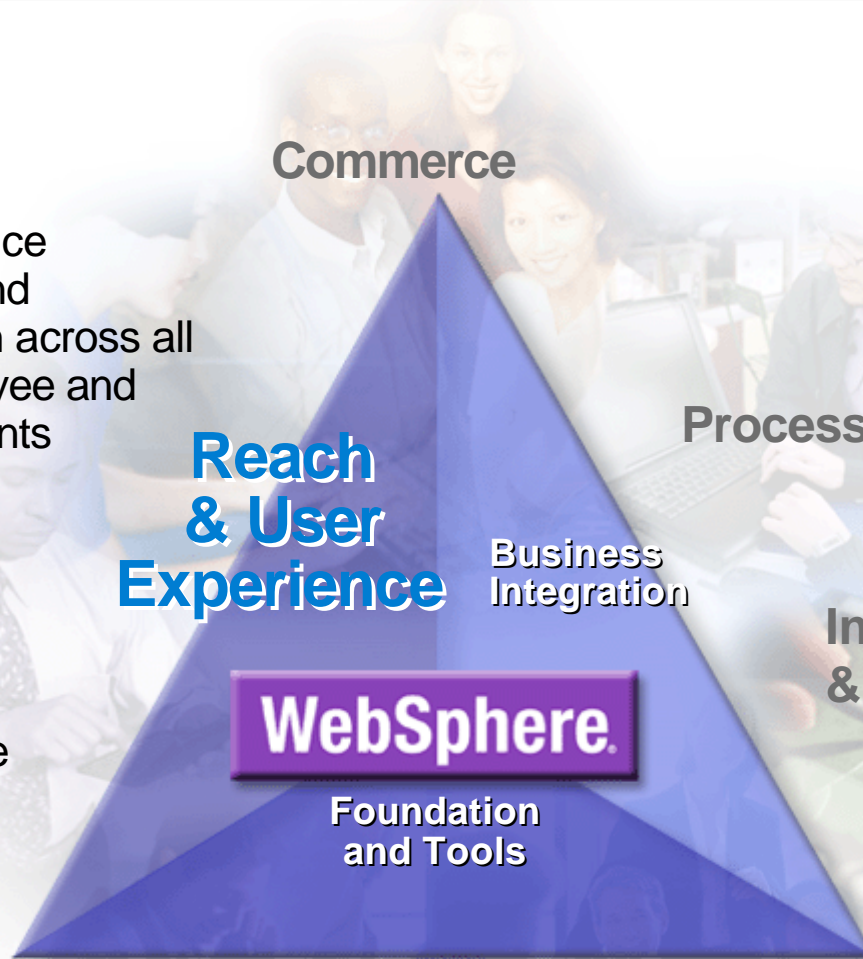 Commerce
ce
nd
across all
yee and
nts
Process
Reach
& User
Experience
Business
Integration
In
&
WebSphere.
e
Foundation
and Tools